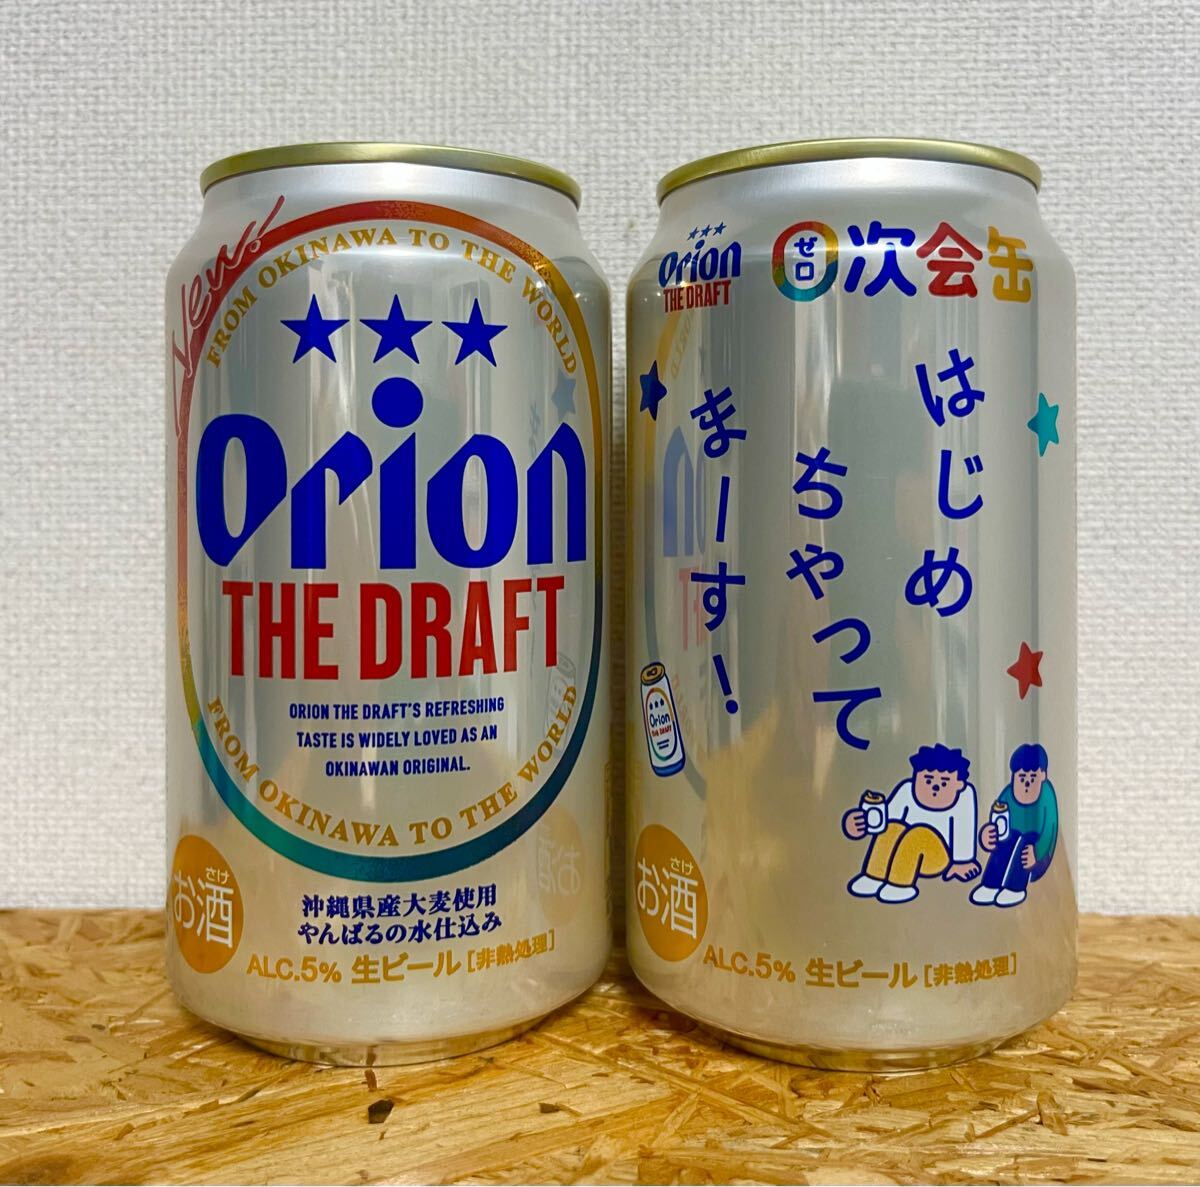 New!
FROM OKINAWA TO THE WORLD
Orion
THE DRAFT
ORION THE DRAFT'S REFRESHING
TASTE IS WIDELY LOVED AS AN
OKINAWAN ORIGINAL.
FROM OKINAWA TO THE WORLD
さけ
お酒
沖縄県産大麦使用
やんばるの水仕込み
ALC.5% 生ビール[非熱処理]
Orion
THE DRAFT
ゼロ
0次会缶
はじめ
ちゃって
まーす!
Orion
THE DRAFT
さけ
お酒
ALC.5% 生ビール[非熱処理]